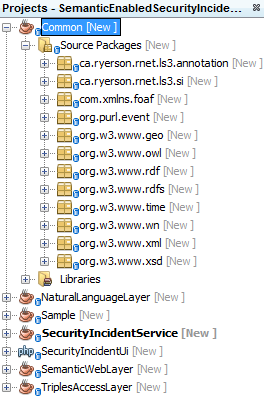 Projects - SemanticEnabledSecurityIncide...
Common [New ]
Source Packages [New ]
ca.ryerson.rnet.ls3.annotation [New ]
ca.ryerson.rnet.ls3.si [New ]
com.xmlns.foaf [New ]
org.purl.event [New ]
org.w3.www.geo [New ]
org.w3.www.owl [New ]
org.w3.www.rdf [New ]
org.w3.www.rdfs [New ]
org.w3.www.time [New ]
org.w3.www.wn [New ]
org.w3.www.xml [New ]
org.w3.www.xsd [New ]
Libraries
NaturalLanguageLayer [New ]
Sample [New ]
SecurityIncidentService [New ]
php SecurityIncidentUi [New ]
SemanticWebLayer [New ]
TriplesAccessLayer [New ]